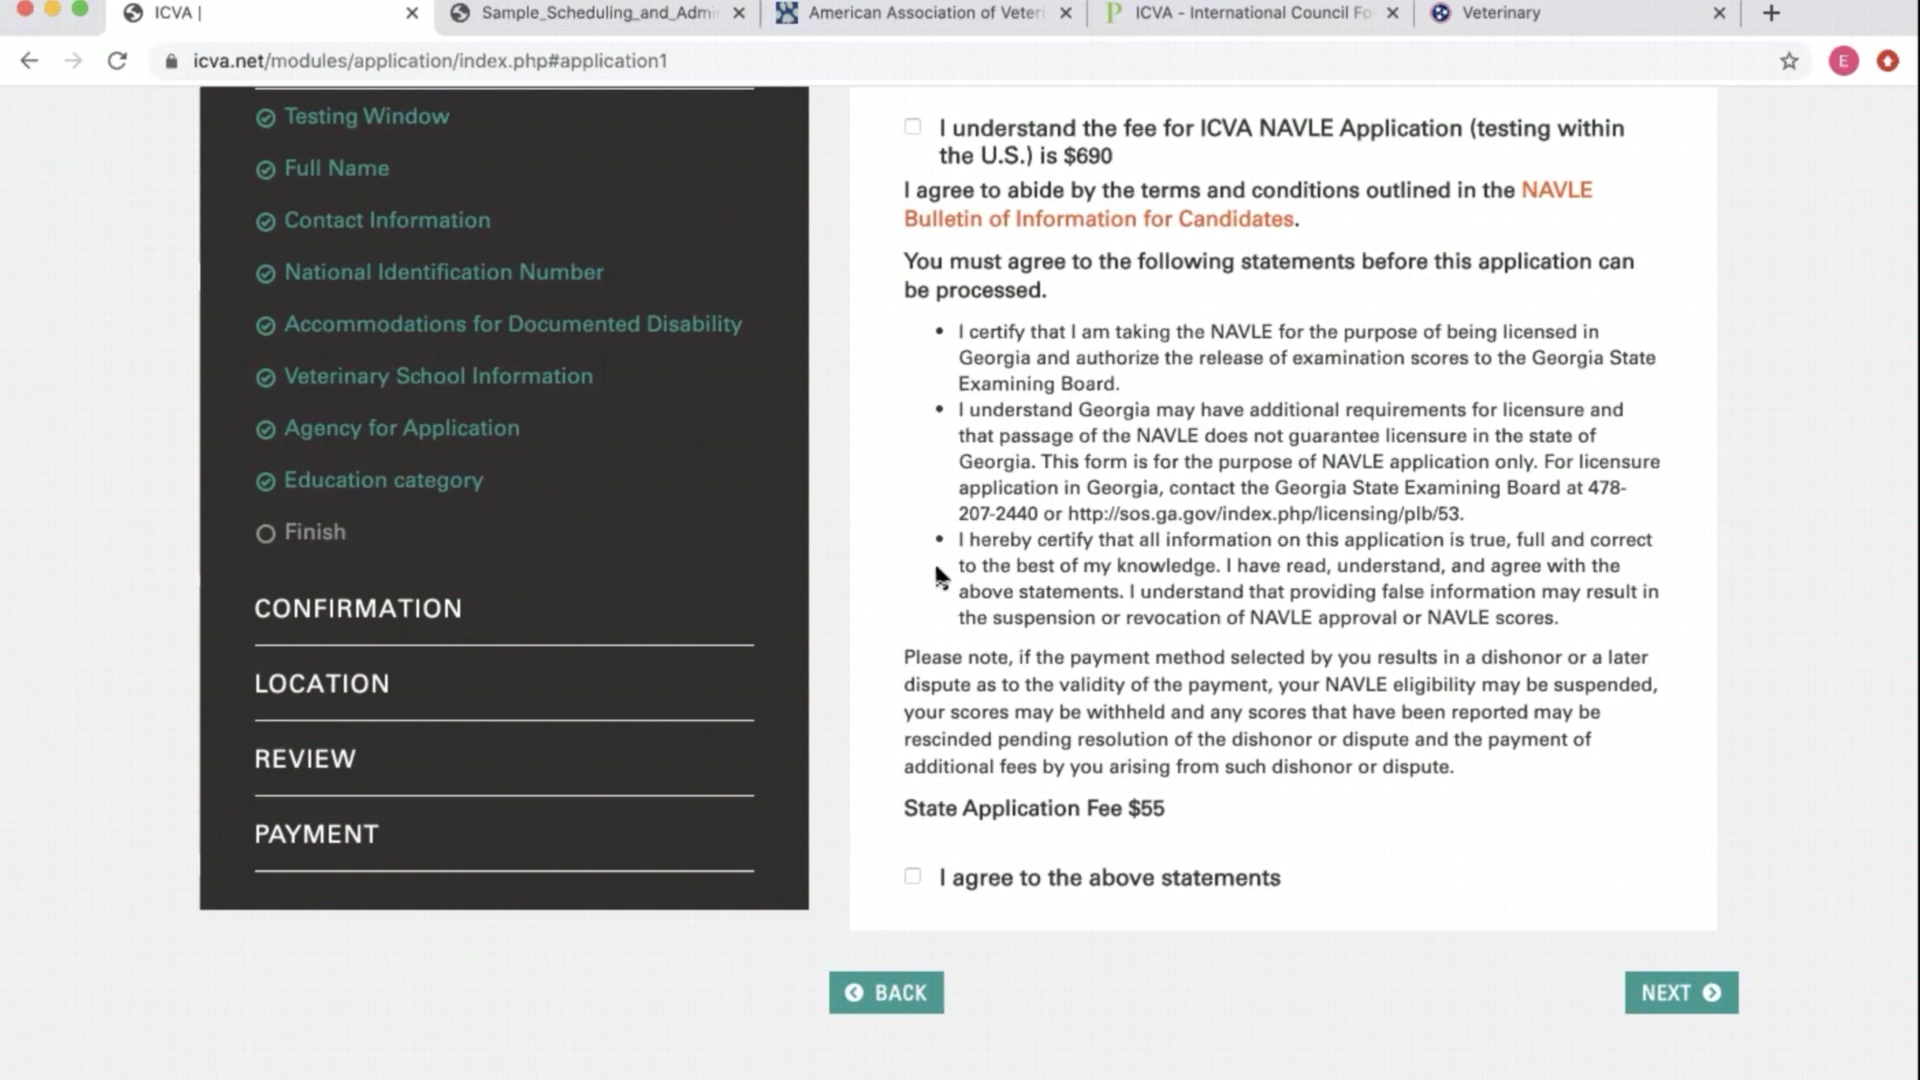 ICVA |
Sample_Scheduling_and_Admi
American Association of Veteri
ICVA - International Council Fo
Veterinary
icva.net/modules/application/index.php#application1
E
Testing Window
Full Name
Contact Information
National Identification Number
Accommodations for Documented Disability
Veterinary School Information
Agency for Application
Education category
Finish
CONFIRMATION
LOCATION
REVIEW
PAYMENT
I understand the fee for ICVA NAVLE Application (testing within
the U.S.) is $690
I agree to abide by the terms and conditions outlined in the NAVLE
Bulletin of Information for Candidates.
You must agree to the following statements before this application can
be processed.
• I certify that I am taking the NAVLE for the purpose of being licensed in
Georgia and authorize the release of examination scores to the Georgia State
Examining Board.
• I understand Georgia may have additional requirements for licensure and
that passage of the NAVLE does not guarantee licensure in the state of
Georgia. This form is for the purpose of NAVLE application only. For licensure
application in Georgia, contact the Georgia State Examining Board at 478-
207-2440 or http://sos.ga.gov/index.php/licensing/plb/53.
• I hereby certify that all information on this application is true, full and correct
to the best of my knowledge. I have read, understand, and agree with the
above statements. I understand that providing false information may result in
the suspension or revocation of NAVLE approval or NAVLE scores.
Please note, if the payment method selected by you results in a dishonor or a later
dispute as to the validity of the payment, your NAVLE eligibility may be suspended,
your scores may be withheld and any scores that have been reported may be
rescinded pending resolution of the dishonor or dispute and the payment of
additional fees by you arising from such dishonor or dispute.
State Application Fee $55
I agree to the above statements
BACK
NEXT